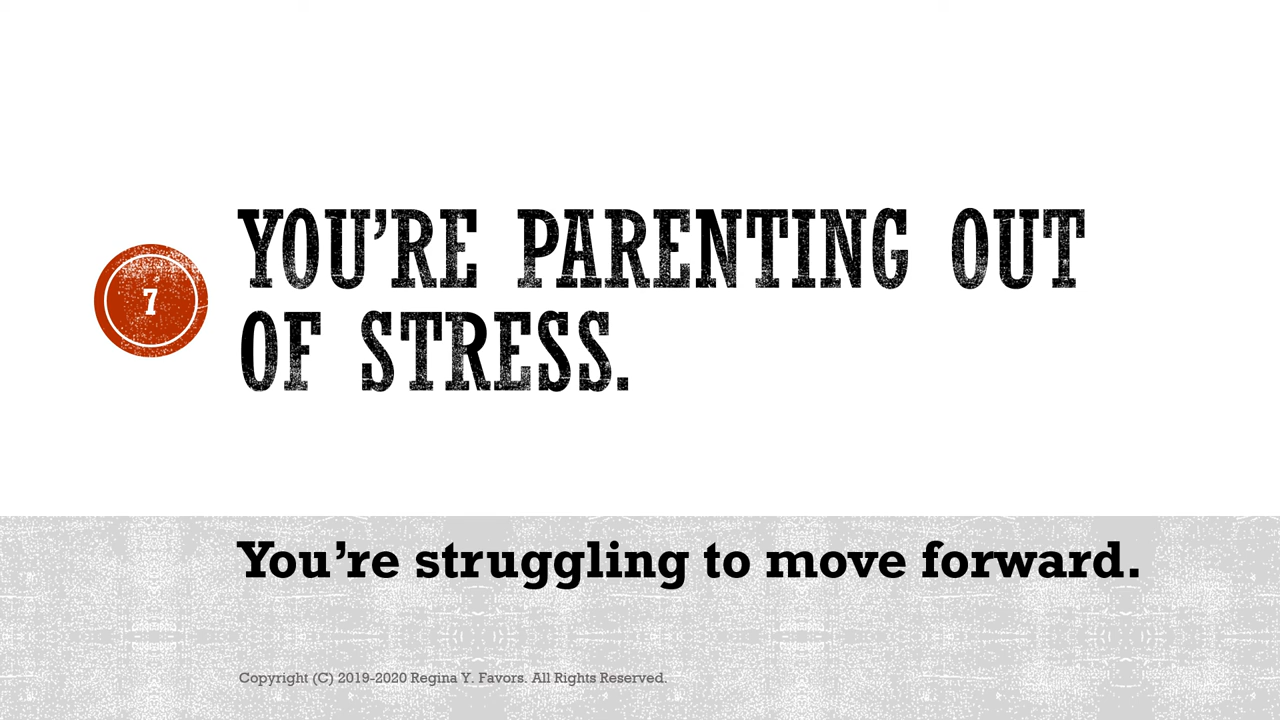 7
YOU’RE PARENTING OUT
OF STRESS.
You’re struggling to move forward.
Copyright (C) 2019-2020 Regina Y. Favors. All Rights Reserved.